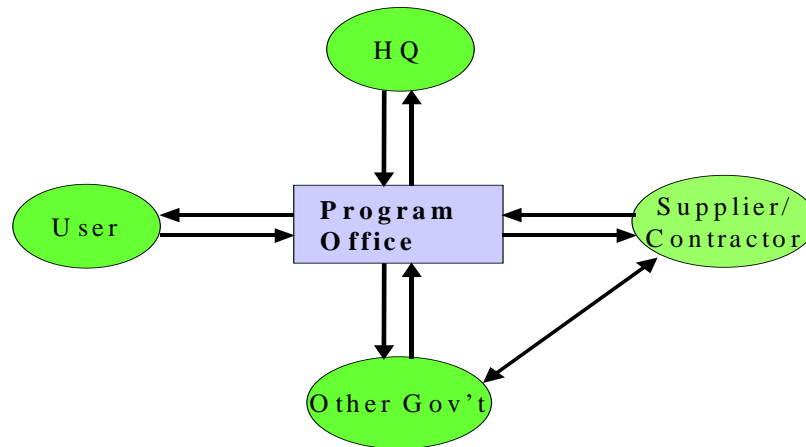 HQ
Program
Office
User
Supplier/
Contractor
Other Gov’t